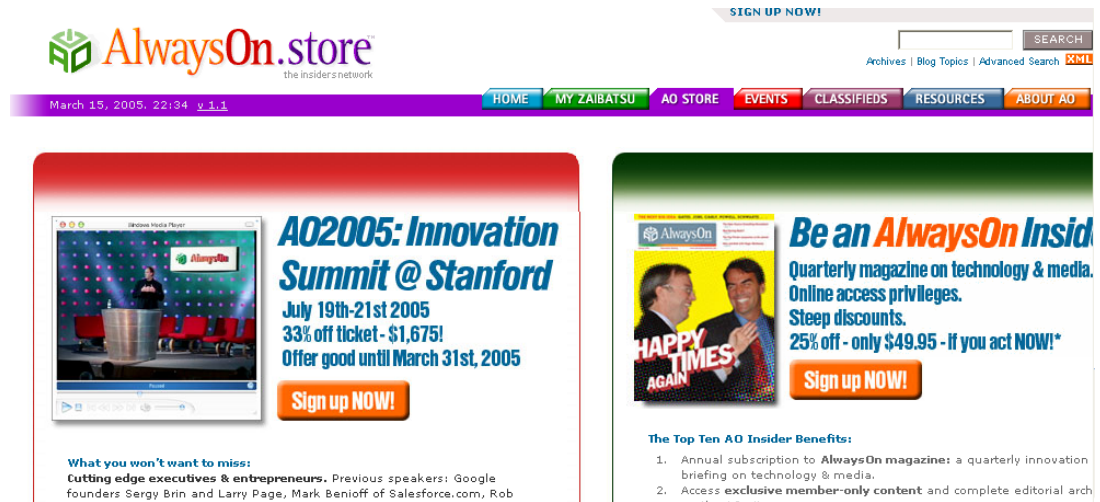 SIGN UP NOW!
AlwaysOn.store
the insiders network
SEARCH
Archives | Blog Topics | Advanced Search XML
March 15, 2005. 22:34 v 1.1
HOME MY ZAIBATSU AO STORE EVENTS CLASSIFIEDS RESOURCES ABOUT AO
Windows Media Player
AlwaysOn
Paused
AO2005: Innovation
Summit @ Stanford
July 19th-21st 2005
33% off ticket - $1,675!
Offer good until March 31st, 2005
Sign up NOW!
What you won't want to miss:
Cutting edge executives & entrepreneurs. Previous speakers: Google
founders Sergy Brin and Larry Page, Mark Benioff of Salesforce.com, Rob
AlwaysOn
HAPPY
TIMES
AGAIN
Be an AlwaysOn Insid
Quarterly magazine on technology & media.
Online access privileges.
Steep discounts.
25% off - only $49.95 - if you act NOW!*
Sign up NOW!
The Top Ten AO Insider Benefits:
1. Annual subscription to AlwaysOn magazine: a quarterly innovation
briefing on technology & media.
2. Access exclusive member-only content and complete editorial arch